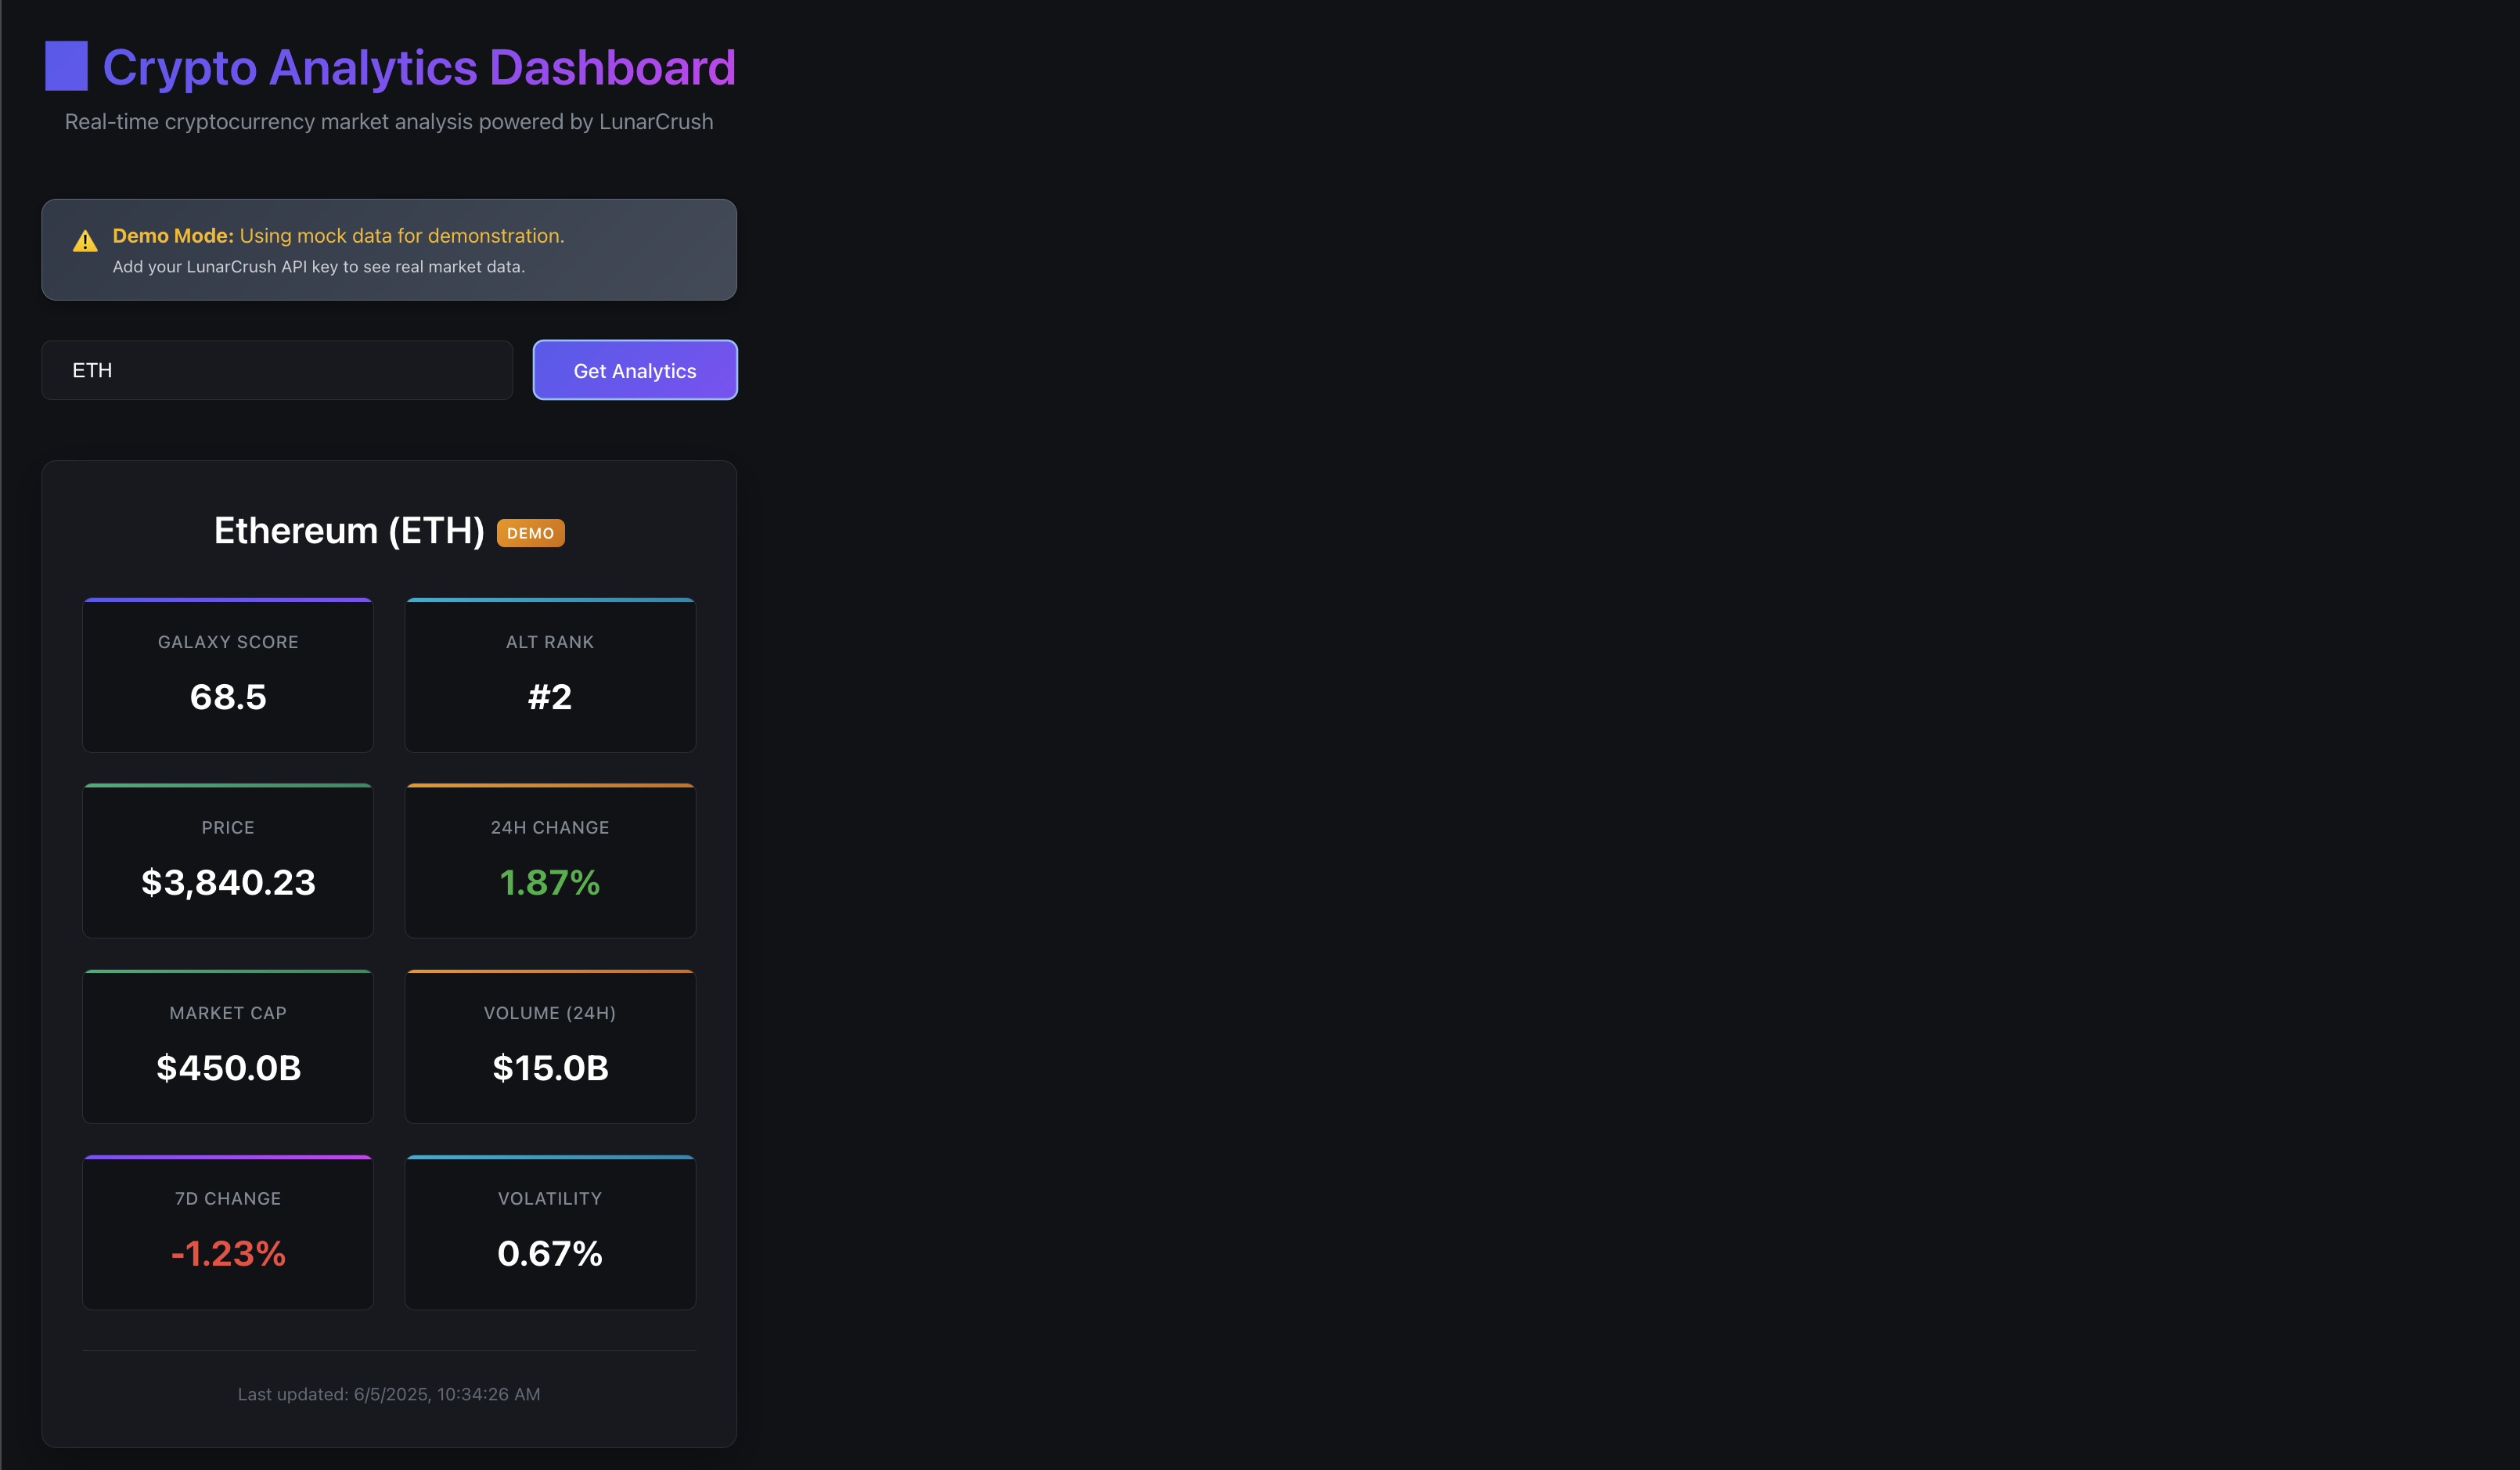 Crypto Analytics Dashboard
Real-time cryptocurrency market analysis powered by LunarCrush
Demo Mode: Using mock data for demonstration.
Add your LunarCrush API key to see real market data.
ETH
Get Analytics
Ethereum (ETH) DEMO
GALAXY SCORE
68.5
ALT RANK
#2
PRICE
$3,840.23
24H CHANGE
1.87%
MARKET CAP
$450.0B
VOLUME (24H)
$15.0B
7D CHANGE
-1.23%
VOLATILITY
0.67%
Last updated: 6/5/2025, 10:34:26 AM